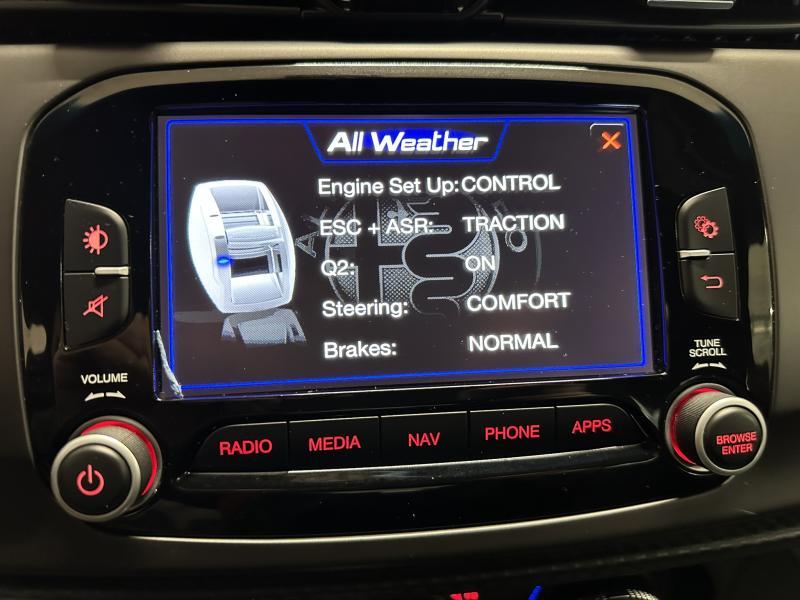 All Weather
Engine Set Up: CONTROL
ESC + ASR: TRACTION
Q2: ON
Steering: COMFORT
Brakes: NORMAL
VOLUME
TUNE
SCROLL
RADIO
MEDIA
NAV
PHONE
APPS
BROWSE
ENTER